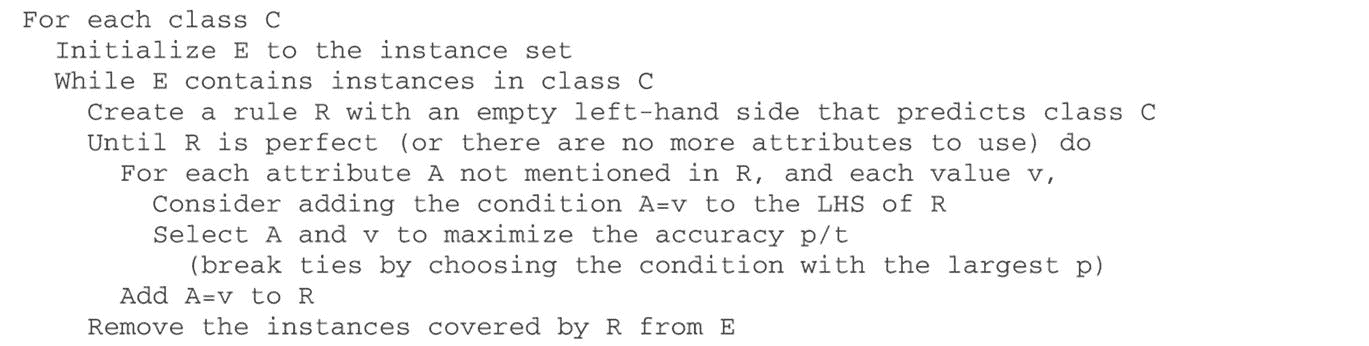 For each class C
Initialize E to the instance set
While E contains instances in class C
Create a rule R with an empty left-hand side that predicts class C
Until R is perfect (or there are no more attributes to use) do
For each attribute A not mentioned in R, and each value v,
Consider adding the condition A=v to the LHS of R
Select A and v to maximize the accuracy p/t
(break ties by choosing the condition with the largest p)
Add A=v to R
Remove the instances covered by R from E